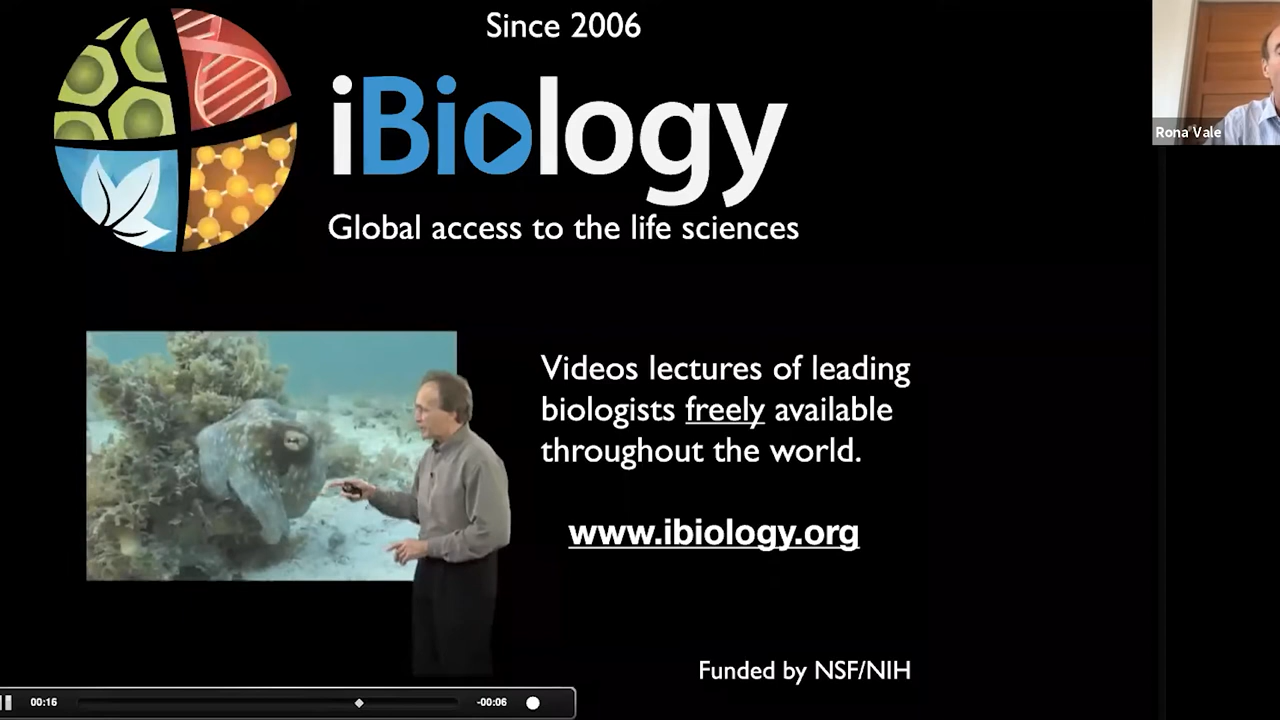 Since 2006
iBiology
Global access to the life sciences
Rona Vale
Videos lectures of leading
biologists freely available
throughout the world.
www.ibiology.org
Funded by NSF/NIH
00:16
-00:06